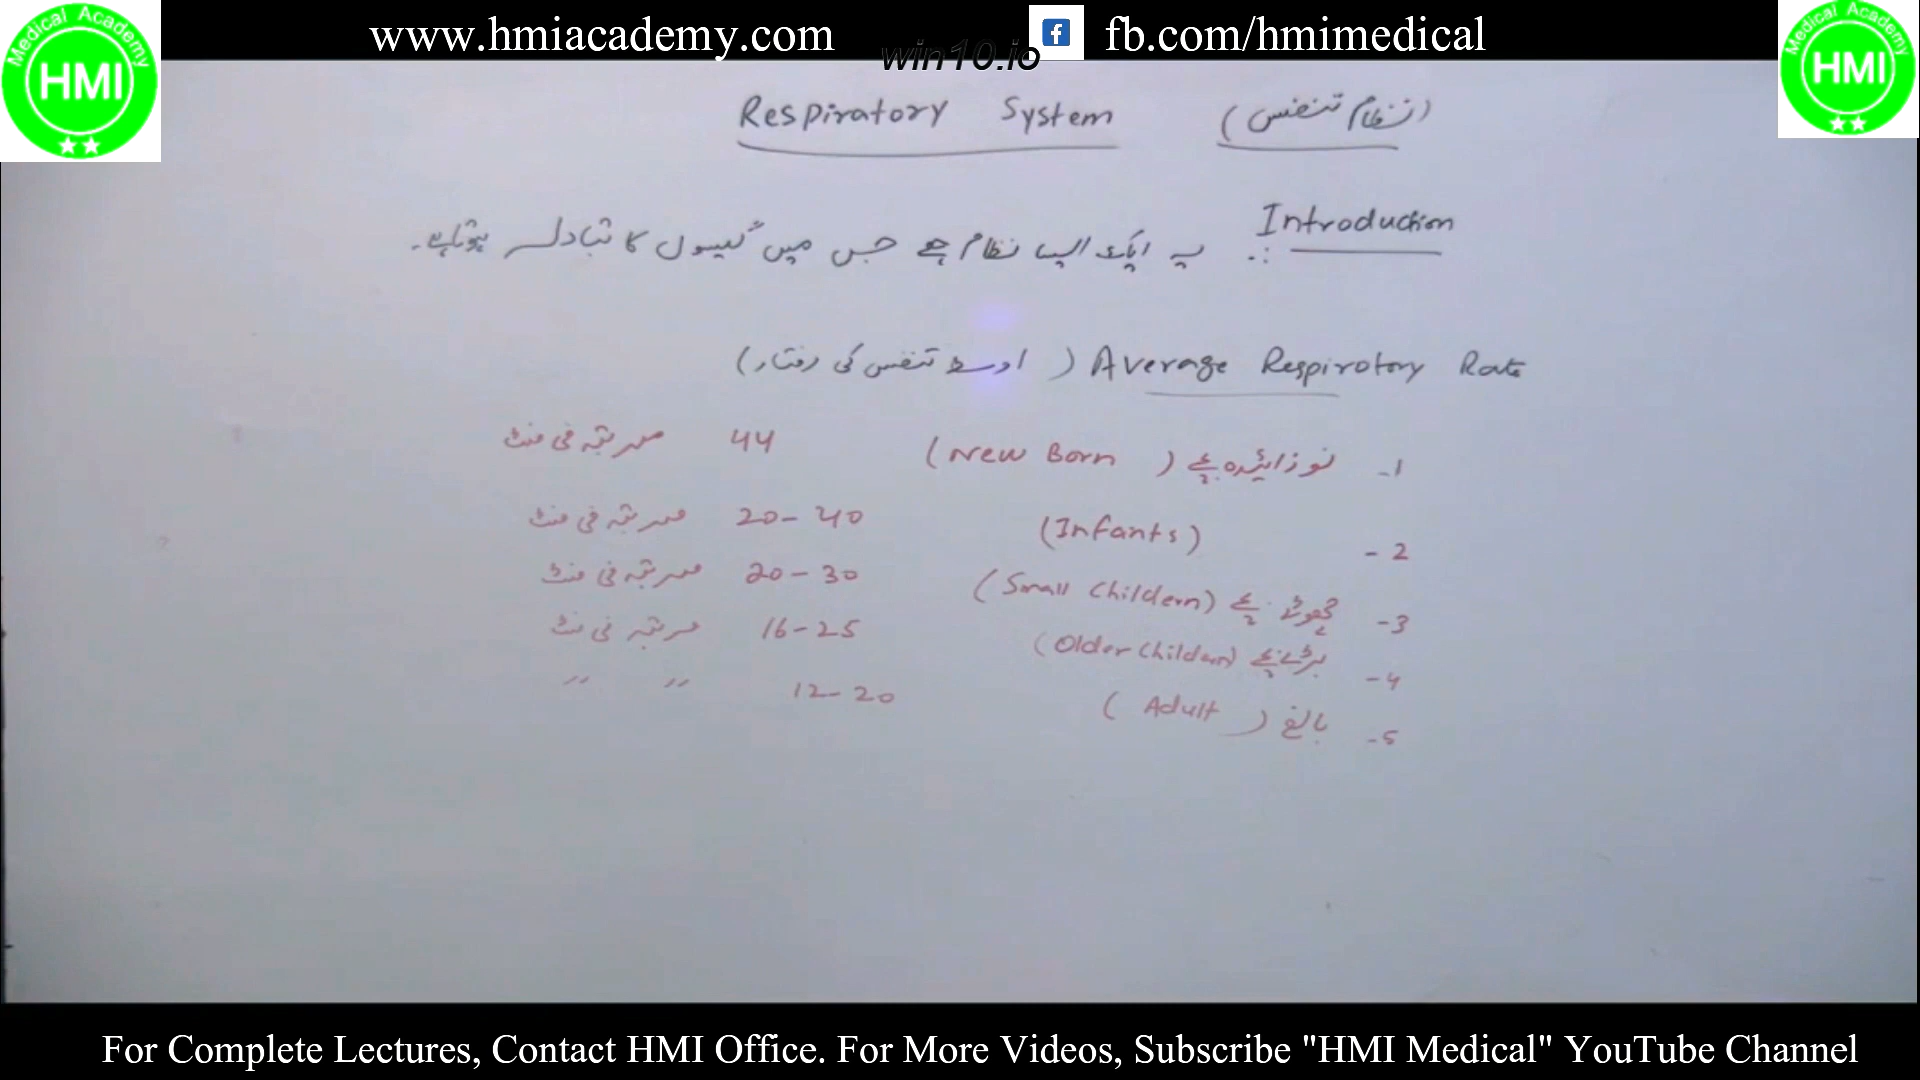 www.hmiacademy.com
fb.com/hmimedical
win10.io
Medical Academy
HMI
Medical Academy
HMI
Respiratory System (نظام تنفس)
Introduction
:. یہ ایک ایسا نظام ہے جس میں گیسوں کا تبادلہ ہوتا ہے۔
Average Respirotory Rate (اوسط تنفس کی رفتار)
1- نوزائیدہ بچے (New Born) 44 مرتبہ فی منٹ
2- (Infants) 20-40 مرتبہ فی منٹ
3- چھوٹے بچے (Small Childern) 20-30 مرتبہ فی منٹ
4- بڑے بچے (Older Childern) 16-25 مرتبہ فی منٹ
5- بالغ (Adult) 12-20 〃 〃
For Complete Lectures, Contact HMI Office. For More Videos, Subscribe "HMI Medical" YouTube Channel